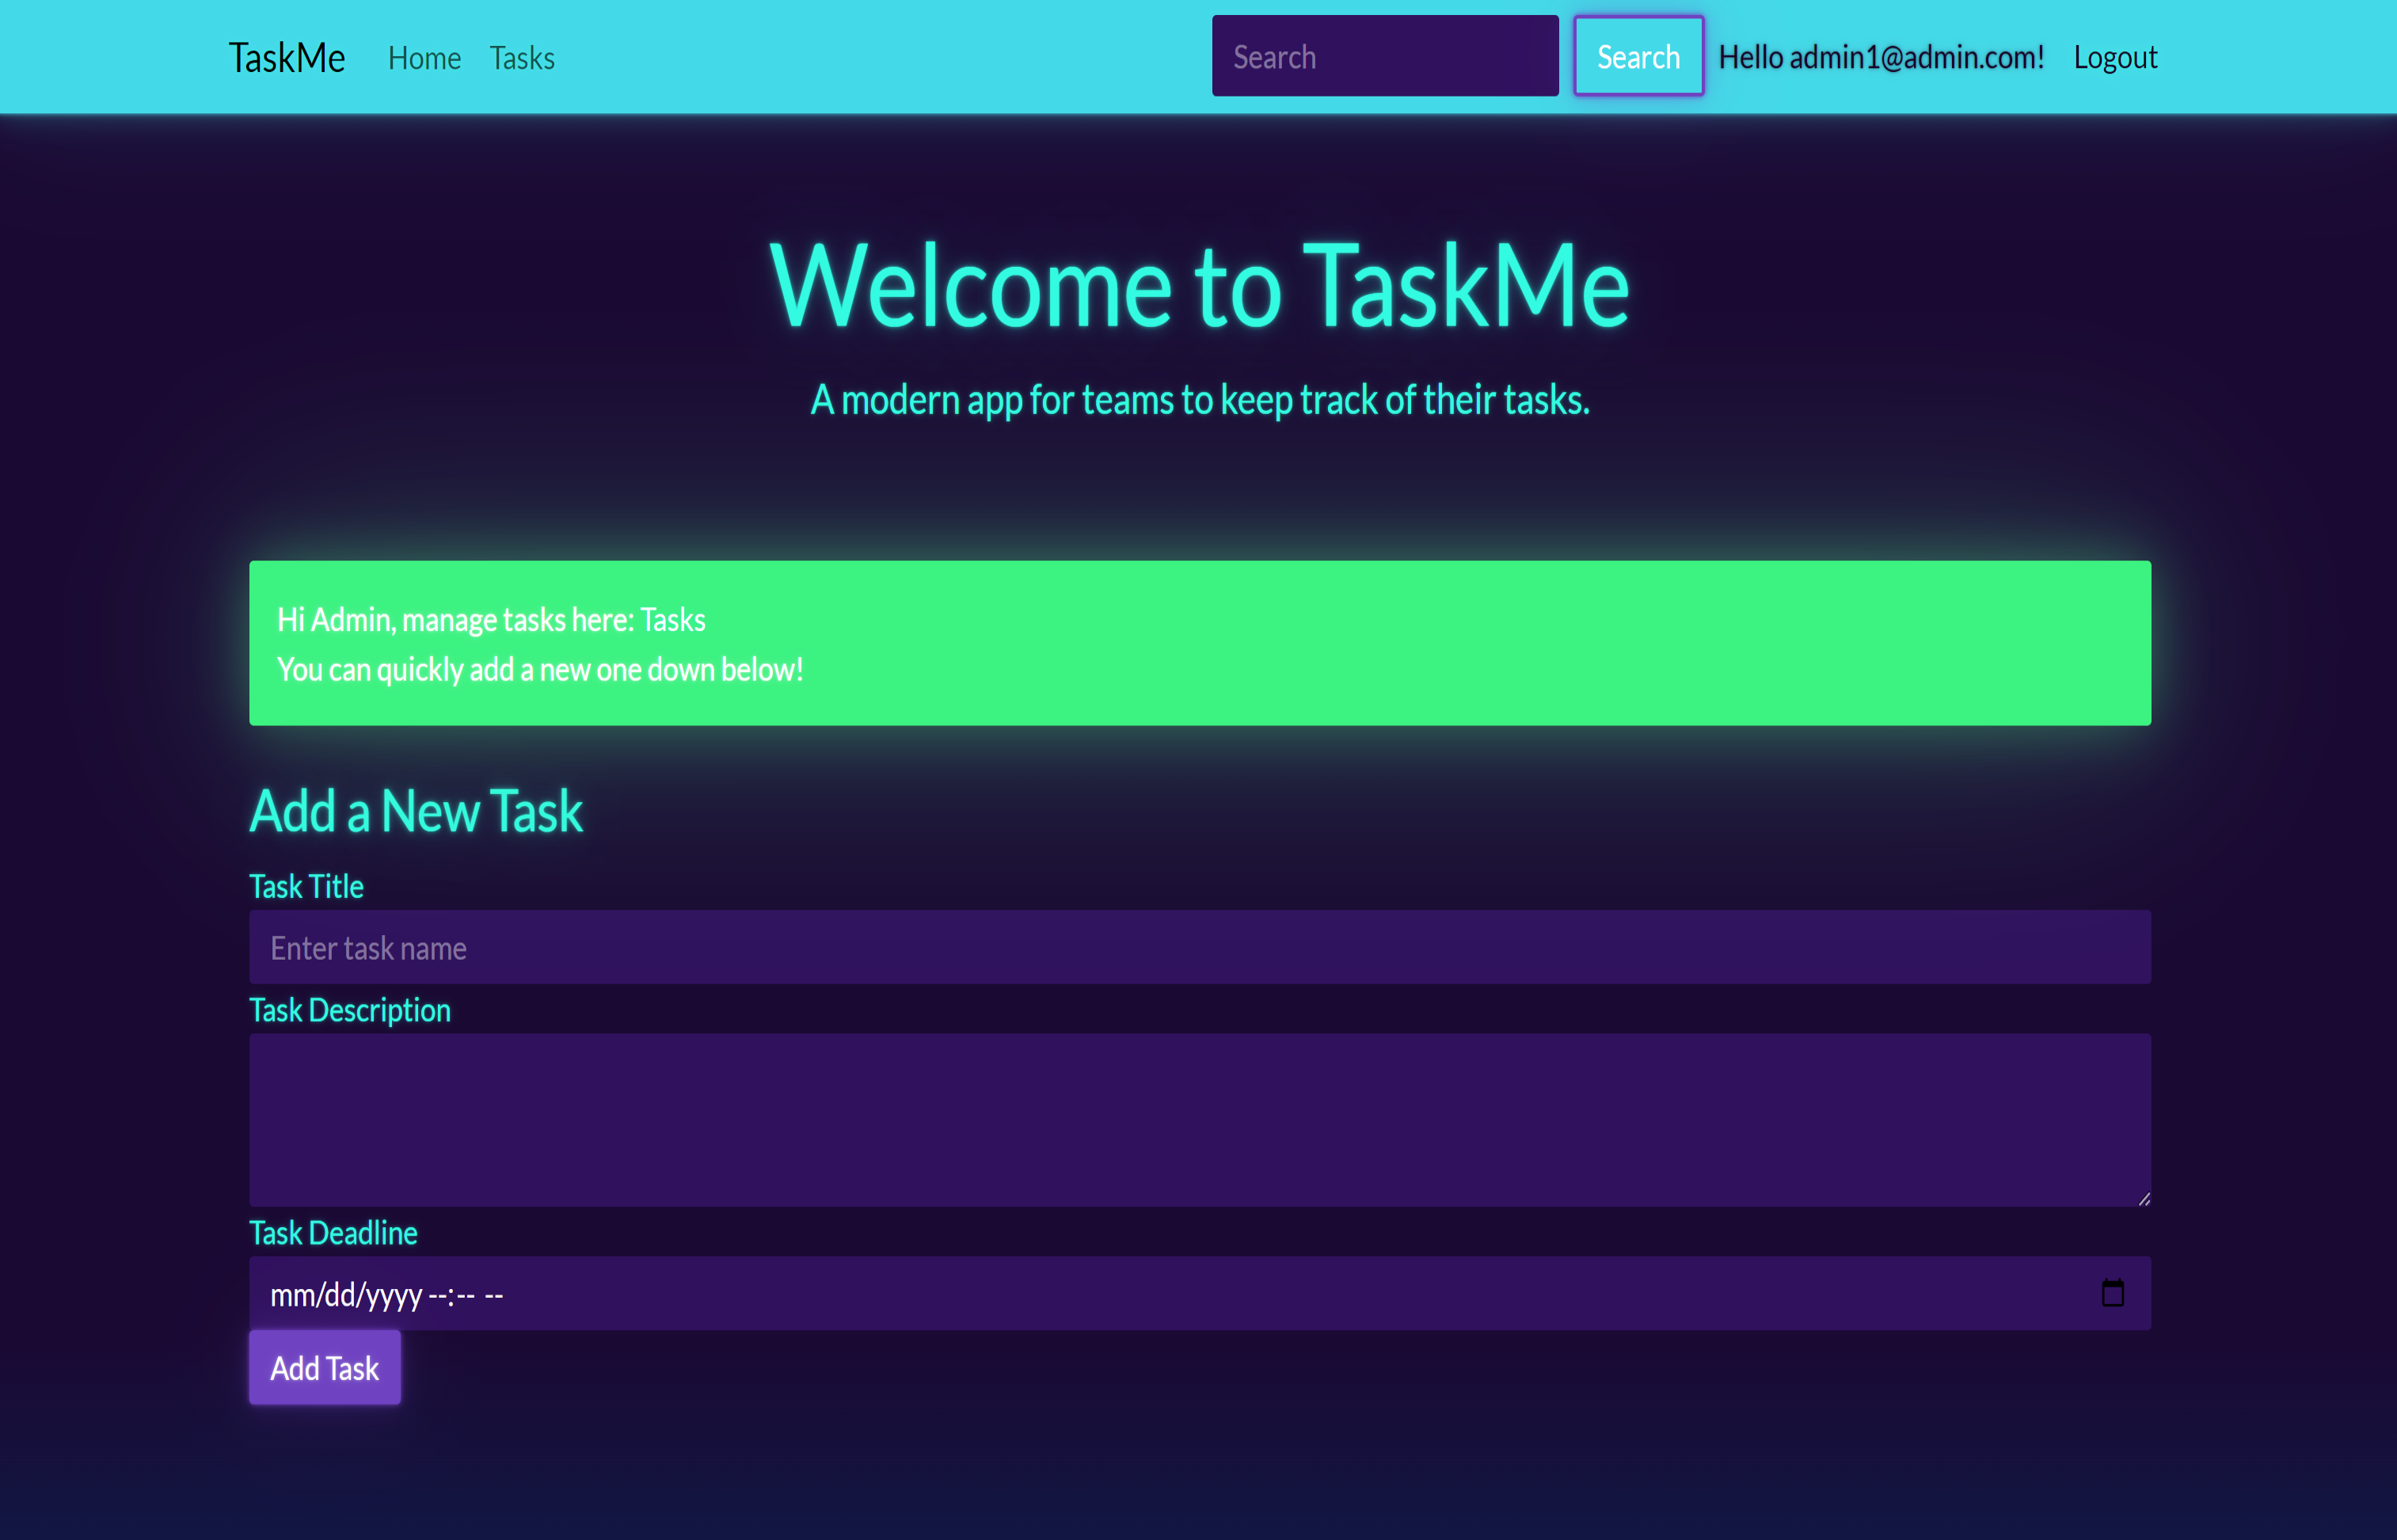 TaskMe Home Tasks Search Search Hello admin1@admin.com! Logout
Welcome to TaskMe
A modern app for teams to keep track of their tasks.
Hi Admin, manage tasks here: Tasks
You can quickly add a new one down below!
Add a New Task
Task Title
Enter task name
Task Description
Task Deadline
mm/dd/yyyy --:-- --
Add Task